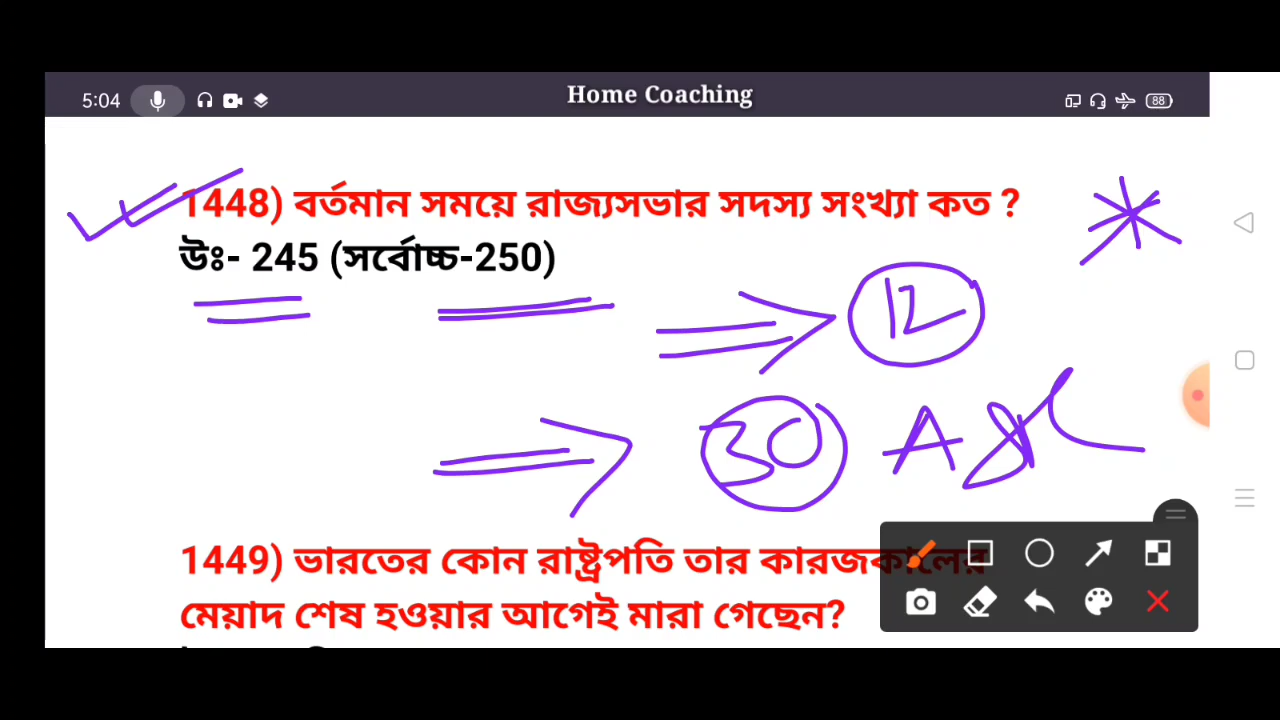 5:04 Home Coaching 88
1448) বর্তমান সময়ে রাজ্যসভার সদস্য সংখ্যা কত ?
উঃ- 245 (সর্বোচ্চ-250)
12
30 A
1449) ভারতের কোন রাষ্ট্রপতি তার কারজকালের
মেয়াদ শেষ হওয়ার আগেই মারা গেছেন?